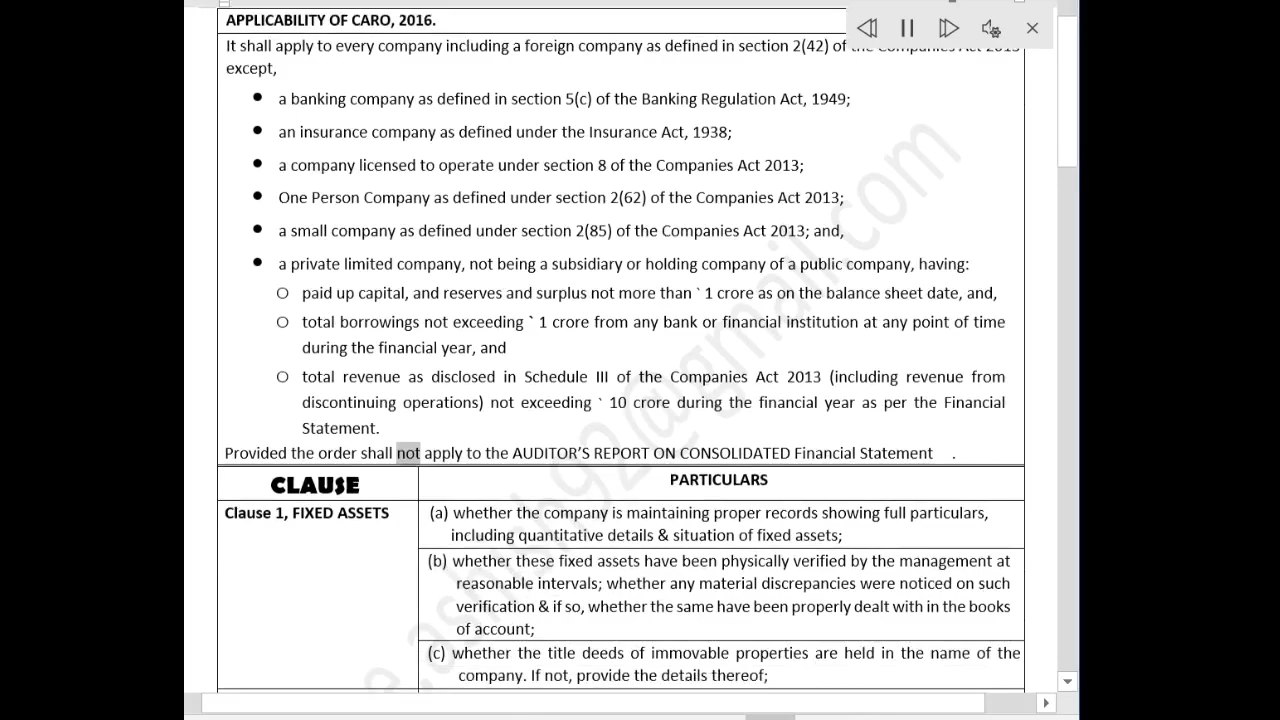 APPLICABILITY OF CARO, 2016.
It shall apply to every company including a foreign company as defined in section 2(42) of the Companies Act 2013
except,
● a banking company as defined in section 5(c) of the Banking Regulation Act, 1949;
● an insurance company as defined under the Insurance Act, 1938;
● a company licensed to operate under section 8 of the Companies Act 2013;
● One Person Company as defined under section 2(62) of the Companies Act 2013;
● a small company as defined under section 2(85) of the Companies Act 2013; and,
● a private limited company, not being a subsidiary or holding company of a public company, having:
O paid up capital, and reserves and surplus not more than ` 1 crore as on the balance sheet date, and,
O total borrowings not exceeding ` 1 crore from any bank or financial institution at any point of time
during the financial year, and
O total revenue as disclosed in Schedule III of the Companies Act 2013 (including revenue from
discontinuing operations) not exceeding ` 10 crore during the financial year as per the Financial
Statement.
Provided the order shall not apply to the AUDITOR'S REPORT ON CONSOLIDATED Financial Statement .
CLAUSE PARTICULARS
Clause 1, FIXED ASSETS (a) whether the company is maintaining proper records showing full particulars,
including quantitative details & situation of fixed assets;
(b) whether these fixed assets have been physically verified by the management at
reasonable intervals; whether any material discrepancies were noticed on such
verification & if so, whether the same have been properly dealt with in the books
of account;
(c) whether the title deeds of immovable properties are held in the name of the
company. If not, provide the details thereof;
e.ashish92@gmail.com